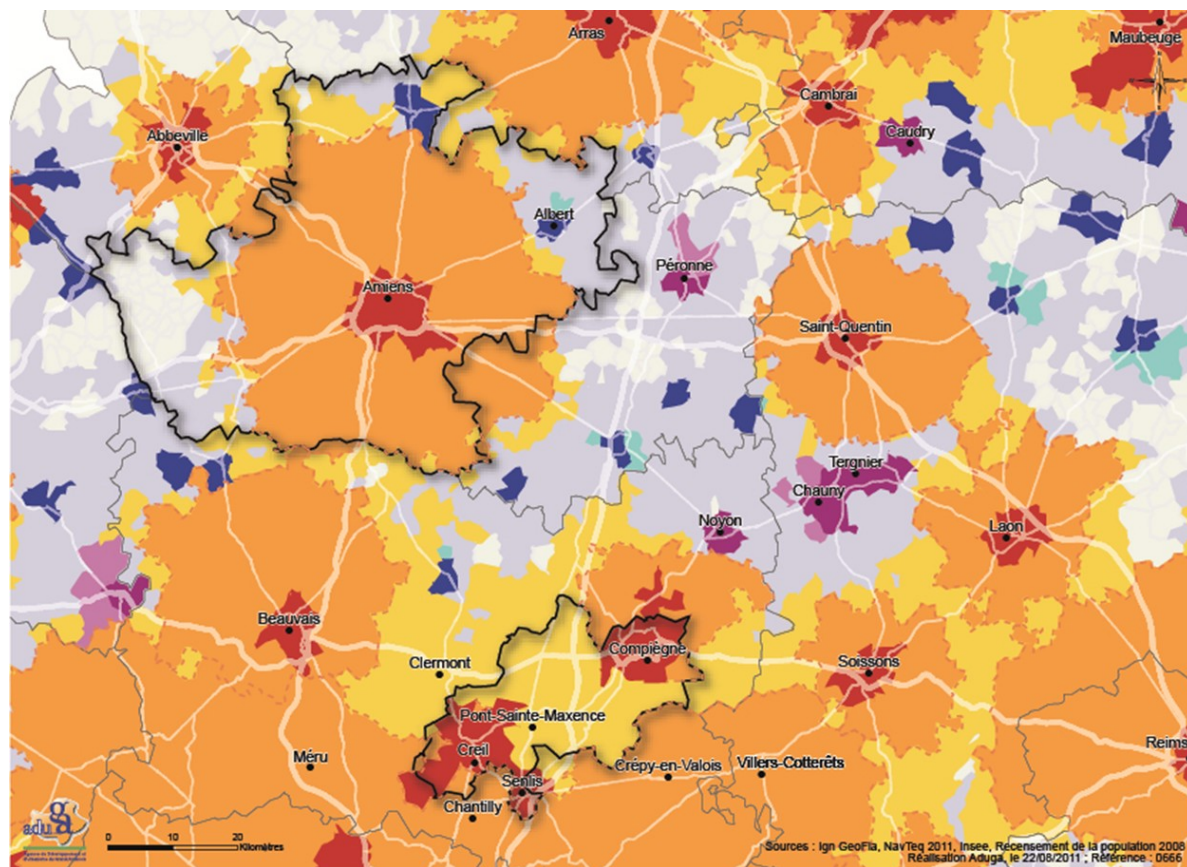 Arras
Maubeuge
Cambrai
Abbeville
Caudry
Albert
Péronne
Amiens
Saint-Quentin
Tergnier
Chauny
Noyon
Laon
Beauvais
Compiègne
Clermont
Soissons
Pont-Sainte-Maxence
Creil
Reims
Méru
Senlis
Crépy-en-Valois
Villers-Cotterêts
Chantilly
adu
0 10 20
Kilomètres
Sources : Ign GeoFla, NavTeq 2011, Insee, Récensement de la population 2008
Réalisation Aduga, le 22/08/2011 ; Référence : 0666